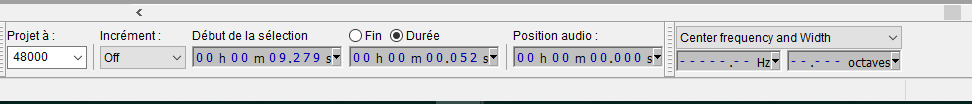 Projet à :
Incrément :
Début de la sélection
Fin
Durée
Position audio :
Center frequency and Width
48000
Off
00 h 00 m 09.279 s
00 h 00 m 00.052 s
00 h 00 m 00.000 s
-----.-- Hz
--.--- octaves